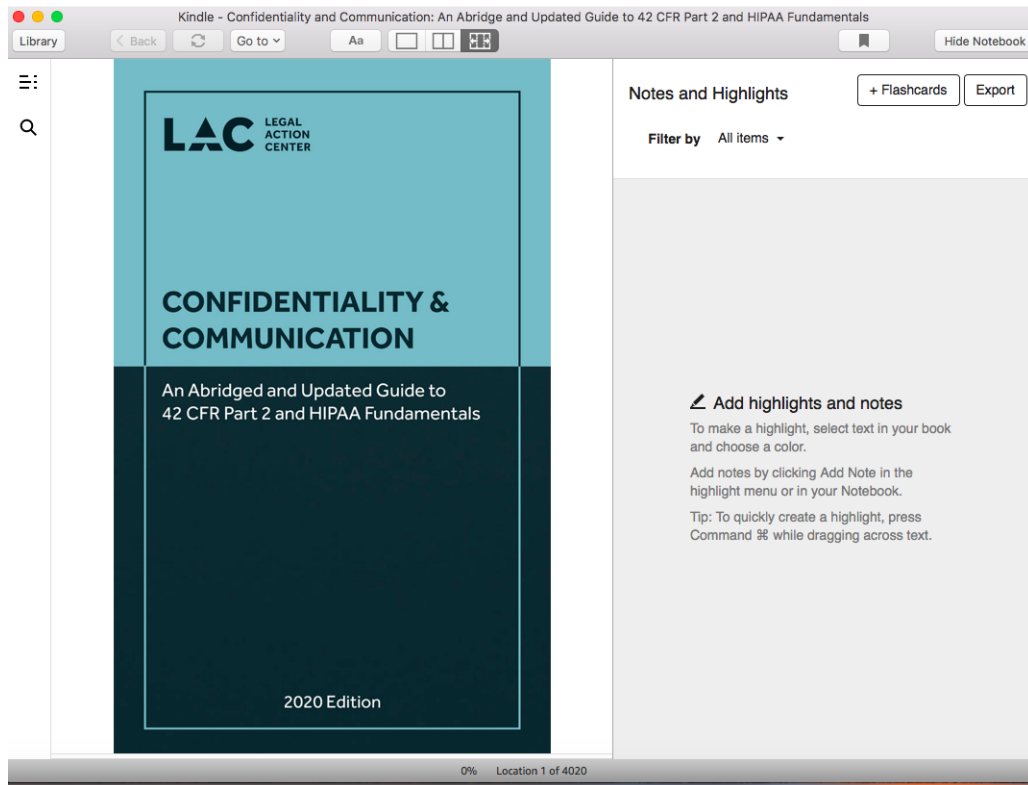 Kindle - Confidentiality and Communication: An Abridge and Updated Guide to 42 CFR Part 2 and HIPAA Fundamentals
Library
Back
Go to
Aa
Hide Notebook
LAC LEGAL
ACTION
CENTER
CONFIDENTIALITY &
COMMUNICATION
An Abridged and Updated Guide to
42 CFR Part 2 and HIPAA Fundamentals
2020 Edition
Notes and Highlights
+ Flashcards
Export
Filter by
All items
Add highlights and notes
To make a highlight, select text in your book
and choose a color.
Add notes by clicking Add Note in the
highlight menu or in your Notebook.
Tip: To quickly create a highlight, press
Command ⌘ while dragging across text.
0% Location 1 of 4020